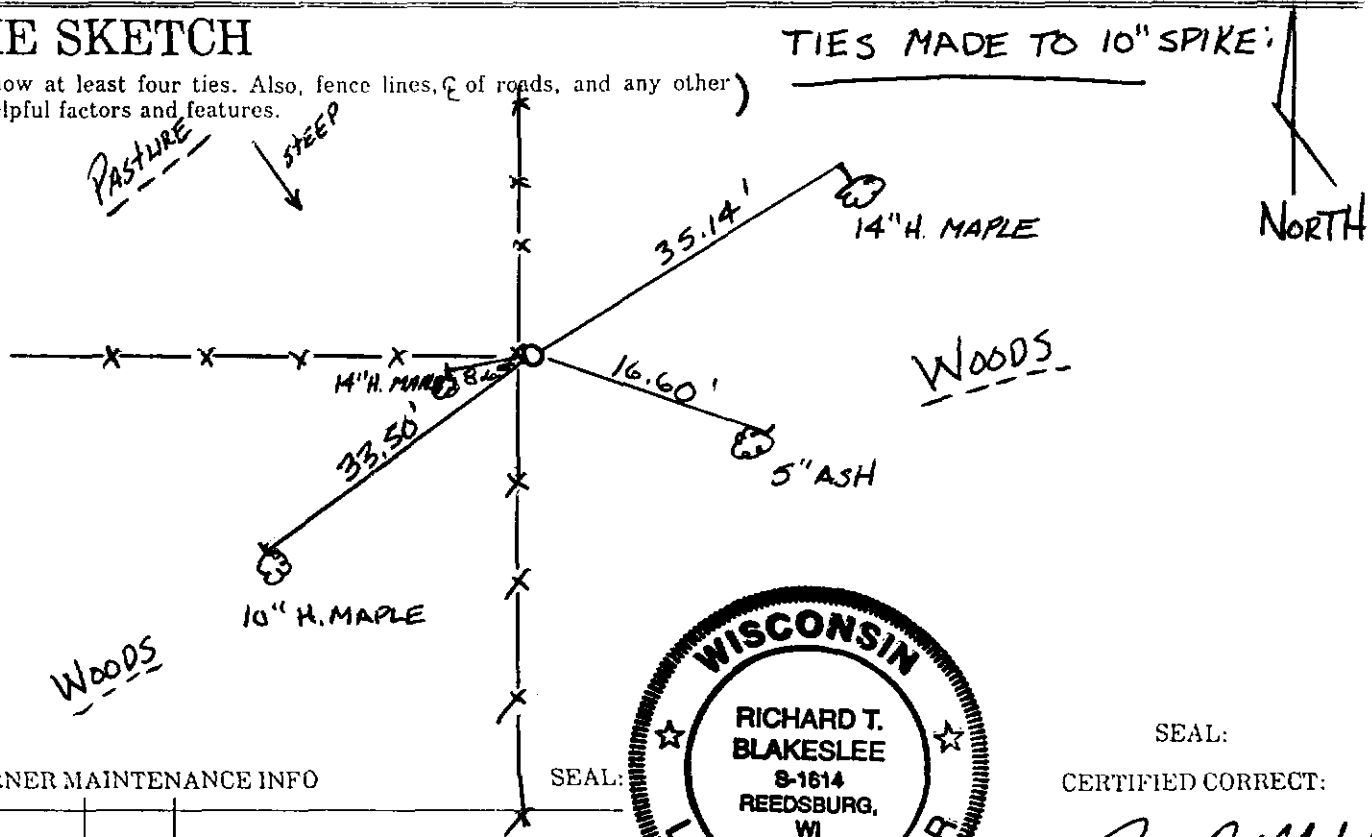 E SKETCH
TIES MADE TO 10" SPIKE:
ow at least four ties. Also, fence lines, ℄ of roads, and any other )
lpful factors and features.
PASTURE
STEEP
35.14'
14" H. MAPLE
NORTH
WOODS
14" H. MAPLE
16.60'
33.50'
5" ASH
10" H. MAPLE
WOODS
WISCONSIN
RICHARD T.
BLAKESLEE
S-1614
REEDSBURG,
WI
SEAL:
RNER MAINTENANCE INFO
SEAL:
CERTIFIED CORRECT: